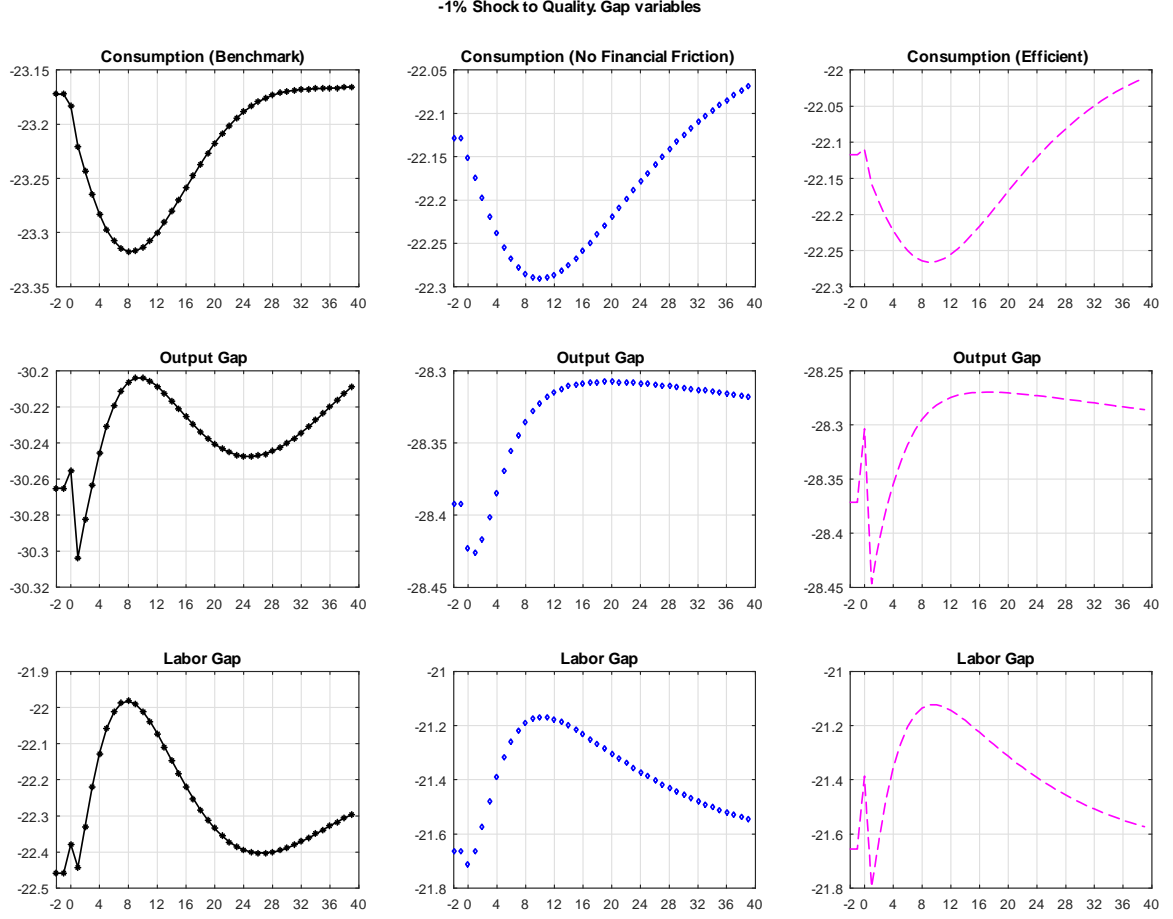 -1% Shock to Quality. Gap variables
Consumption (Benchmark)
-23.15
-23.2
-23.25
-23.3
-23.35
-2 0 4 8 12 16 20 24 28 32 36 40
Consumption (No Financial Friction)
-22.05
-22.1
-22.15
-22.2
-22.25
-22.3
-2 0 4 8 12 16 20 24 28 32 36 40
Consumption (Efficient)
-22
-22.05
-22.1
-22.15
-22.2
-22.25
-22.3
-2 0 4 8 12 16 20 24 28 32 36 40
Output Gap
-30.2
-30.22
-30.24
-30.26
-30.28
-30.3
-30.32
-2 0 4 8 12 16 20 24 28 32 36 40
Output Gap
-28.3
-28.35
-28.4
-28.45
-2 0 4 8 12 16 20 24 28 32 36 40
Output Gap
-28.25
-28.3
-28.35
-28.4
-28.45
-2 0 4 8 12 16 20 24 28 32 36 40
Labor Gap
-21.9
-22
-22.1
-22.2
-22.3
-22.4
-22.5
-2 0 4 8 12 16 20 24 28 32 36 40
Labor Gap
-21
-21.2
-21.4
-21.6
-21.8
-2 0 4 8 12 16 20 24 28 32 36 40
Labor Gap
-21
-21.2
-21.4
-21.6
-21.8
-2 0 4 8 12 16 20 24 28 32 36 40